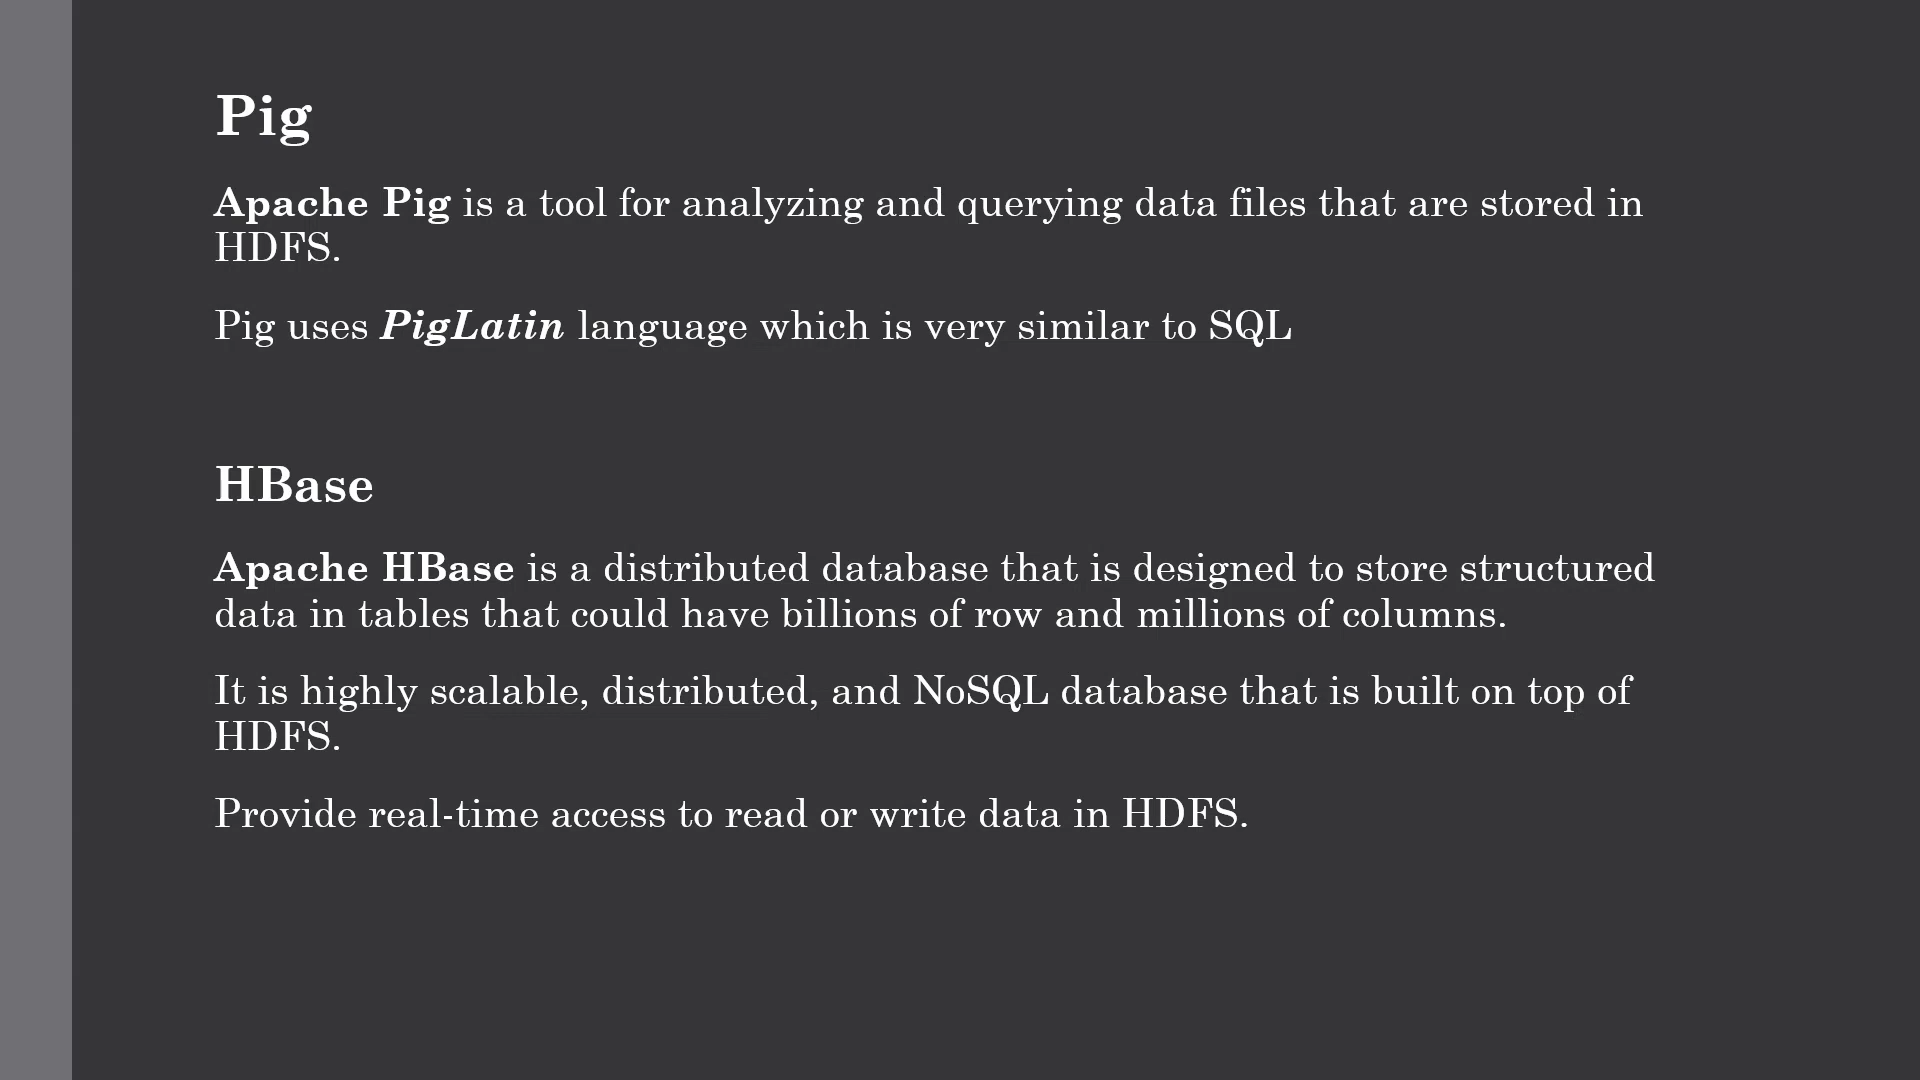 Pig
Apache Pig is a tool for analyzing and querying data files that are stored in
HDFS.
Pig uses PigLatin language which is very similar to SQL
HBase
Apache HBase is a distributed database that is designed to store structured
data in tables that could have billions of row and millions of columns.
It is highly scalable, distributed, and NoSQL database that is built on top of
HDFS.
Provide real-time access to read or write data in HDFS.